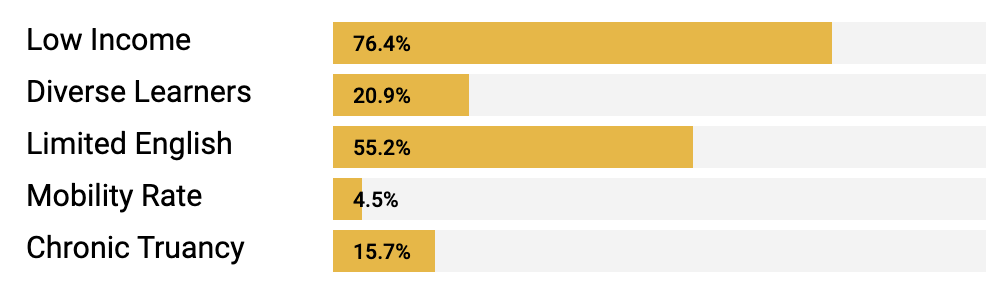 Low Income 76.4%
Diverse Learners 20.9%
Limited English 55.2%
Mobility Rate 4.5%
Chronic Truancy 15.7%